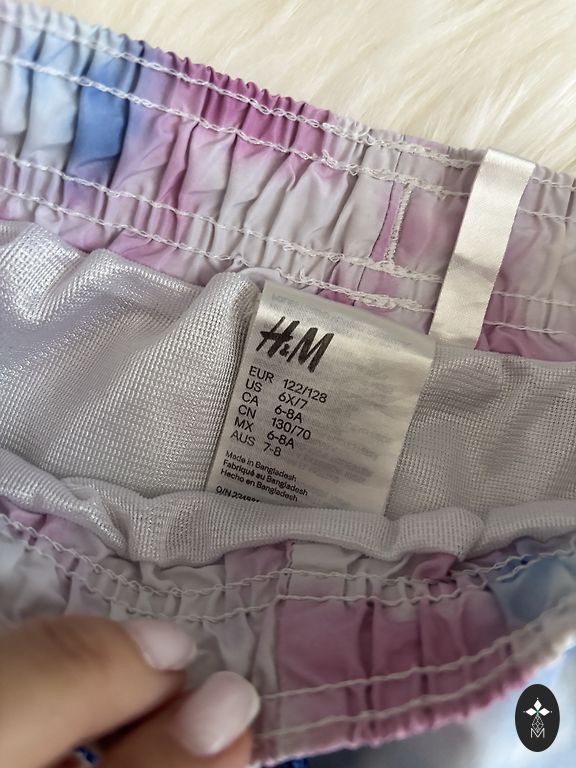 H&M
EUR 122/128
US 6X/7
CA 6-8A
CN 130/70
MX 6-8A
AUS 7-8
Made in Bangladesh
Fabriqué au Bangladesh
Hecho en Bangladesh
O/N